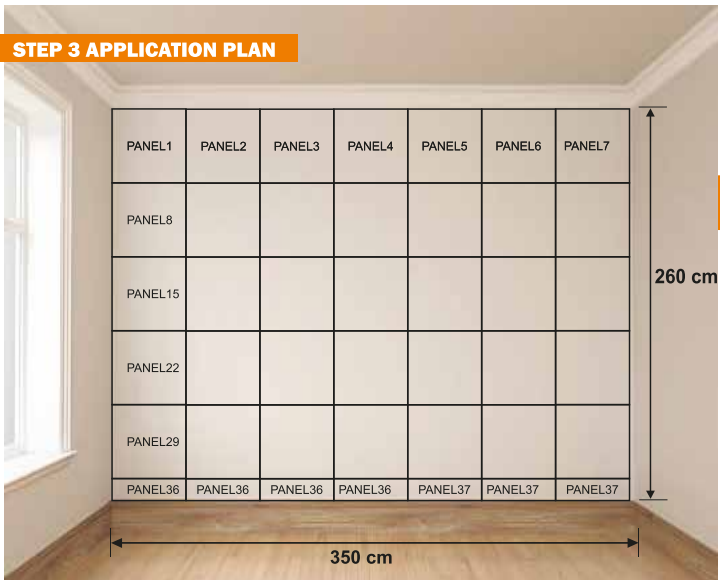 STEP 3 APPLICATION PLAN
PANEL1 PANEL2 PANEL3 PANEL4 PANEL5 PANEL6 PANEL7
PANEL8
PANEL15
260 cm
PANEL22
PANEL29
PANEL36 PANEL36 PANEL36 PANEL36 PANEL37 PANEL37 PANEL37
350 cm